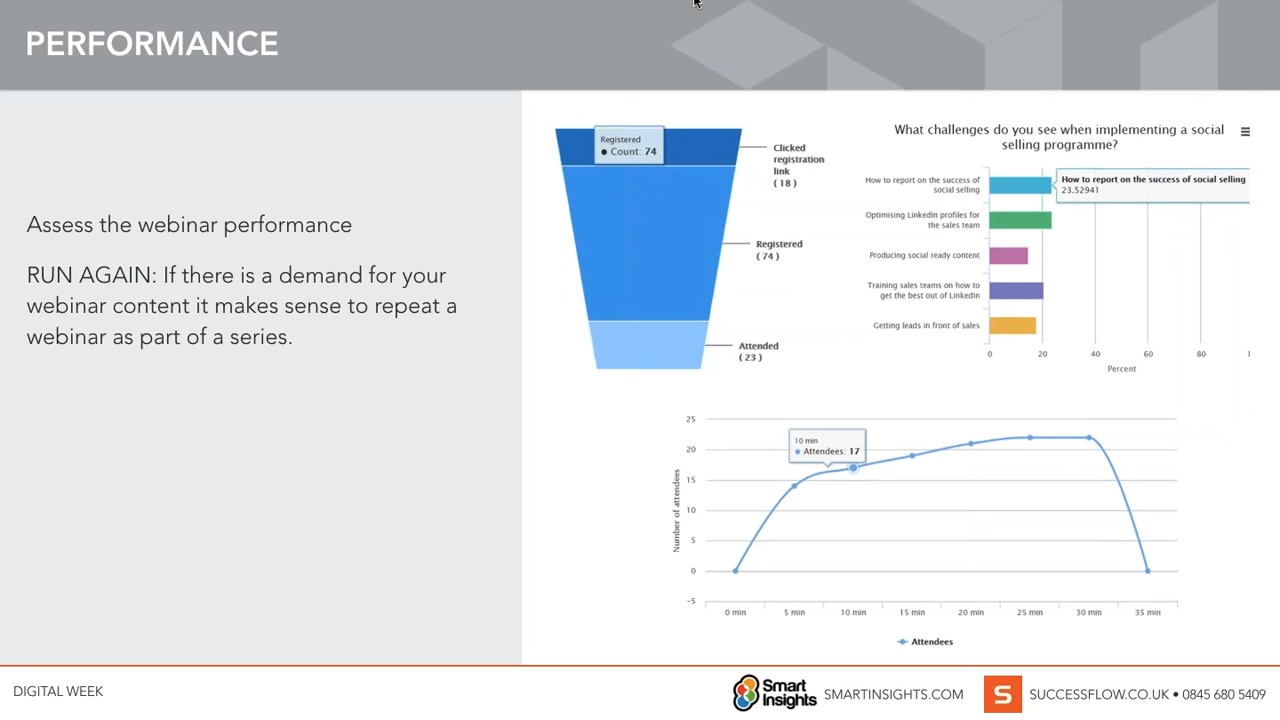 PERFORMANCE
Assess the webinar performance
RUN AGAIN: If there is a demand for your
webinar content it makes sense to repeat a
webinar as part of a series.
Registered
● Count: 74
Clicked
registration
link
( 18 )
Registered
( 74 )
Attended
( 23 )
What challenges do you see when implementing a social
selling programme?
How to report on the success of
social selling
How to report on the success of social selling
23.52941
Optimising LinkedIn profiles for
the sales team
Producing social ready content
Training sales teams on how to
get the best out of LinkedIn
Getting leads in front of sales
0 20 40 60 80 1
Percent
25
20
15
10
5
0
-5
Number of attendees
10 min
● Attendees: 17
0 min 5 min 10 min 15 min 20 min 25 min 30 min 35 min
Attendees
DIGITAL WEEK
Smart
Insights
SMARTINSIGHTS.COM
S
SUCCESSFLOW.CO.UK • 0845 680 5409